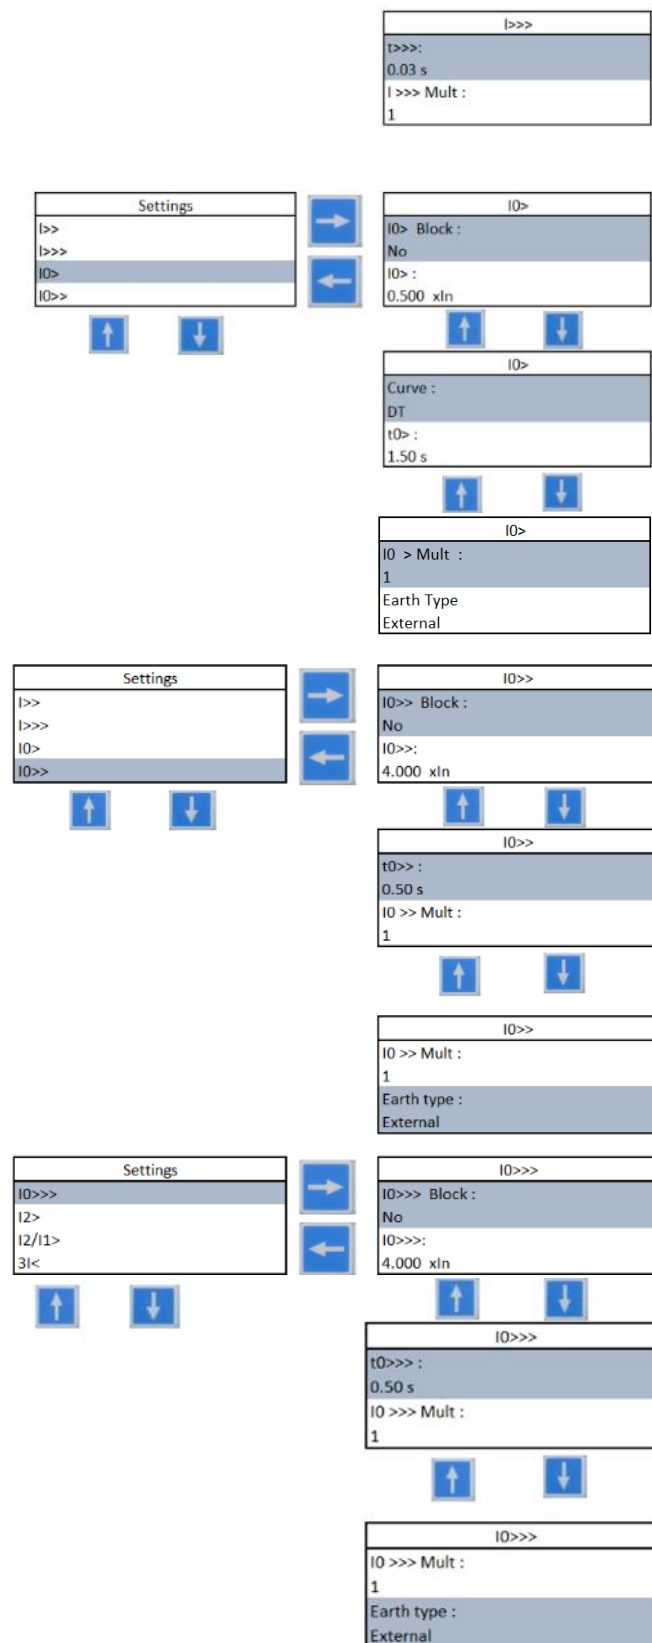 I>>>
t>>>:
0.03 s
I >>> Mult :
1
Settings
I>>
I>>>
I0>
I0>>
I0>
I0> Block :
No
I0> :
0.500 xIn
I0>
Curve :
DT
t0> :
1.50 s
I0>
I0 > Mult :
1
Earth Type
External
Settings
I>>
I>>>
I0>
I0>>
I0>>
I0>> Block :
No
I0>>:
4.000 xIn
I0>>
t0>> :
0.50 s
I0 >> Mult :
1
I0>>
I0 >> Mult :
1
Earth type :
External
Settings
I0>>>
I2>
I2/I1>
3I<
I0>>>
I0>>> Block :
No
I0>>>:
4.000 xIn
I0>>>
t0>>> :
0.50 s
I0 >>> Mult :
1
I0>>>
I0 >>> Mult :
1
Earth type :
External